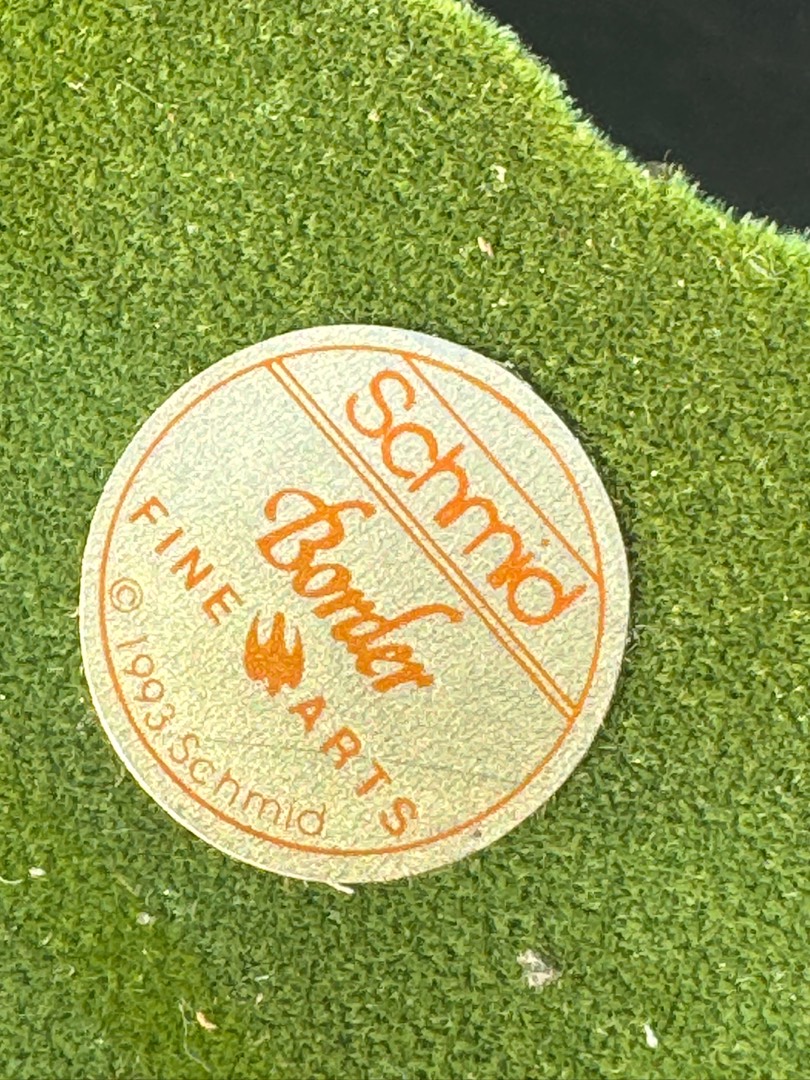 Schmid
Border
FINE ARTS
© 1993 Schmid